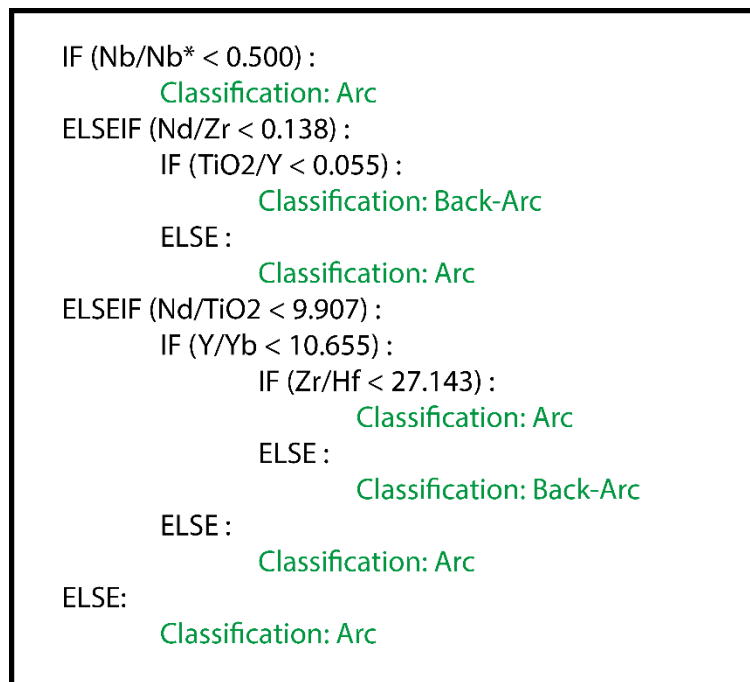 IF (Nb/Nb* < 0.500) :
Classification: Arc
ELSEIF (Nd/Zr < 0.138) :
IF (TiO2/Y < 0.055) :
Classification: Back-Arc
ELSE :
Classification: Arc
ELSEIF (Nd/TiO2 < 9.907) :
IF (Y/Yb < 10.655) :
IF (Zr/Hf < 27.143) :
Classification: Arc
ELSE :
Classification: Back-Arc
ELSE :
Classification: Arc
ELSE:
Classification: Arc